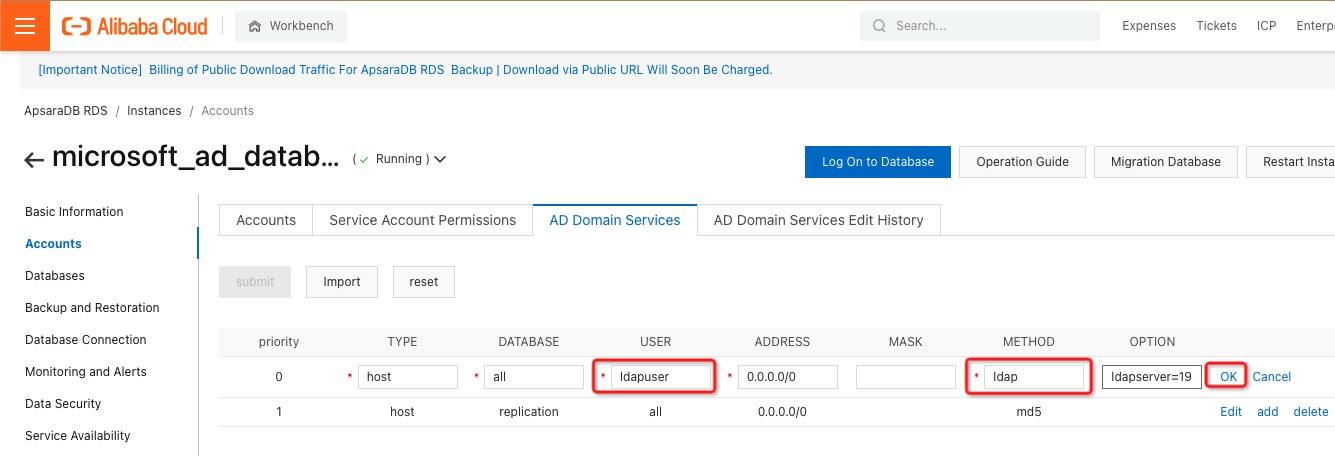 Alibaba Cloud Workbench Search... Expenses Tickets ICP Enterpr
[Important Notice] Billing of Public Download Traffic For ApsaraDB RDS Backup | Download via Public URL Will Soon Be Charged.
ApsaraDB RDS / Instances / Accounts
microsoft_ad_datab... ( Running ) Log On to Database Operation Guide Migration Database Restart Insta
Basic Information
Accounts
Databases
Backup and Restoration
Database Connection
Monitoring and Alerts
Data Security
Service Availability
Accounts Service Account Permissions AD Domain Services AD Domain Services Edit History
submit Import reset
priority TYPE DATABASE USER ADDRESS MASK METHOD OPTION
0 * host * all * ldapuser * 0.0.0.0/0 * ldap ldapserver=19 OK Cancel
1 host replication all 0.0.0.0/0 md5 Edit add delete